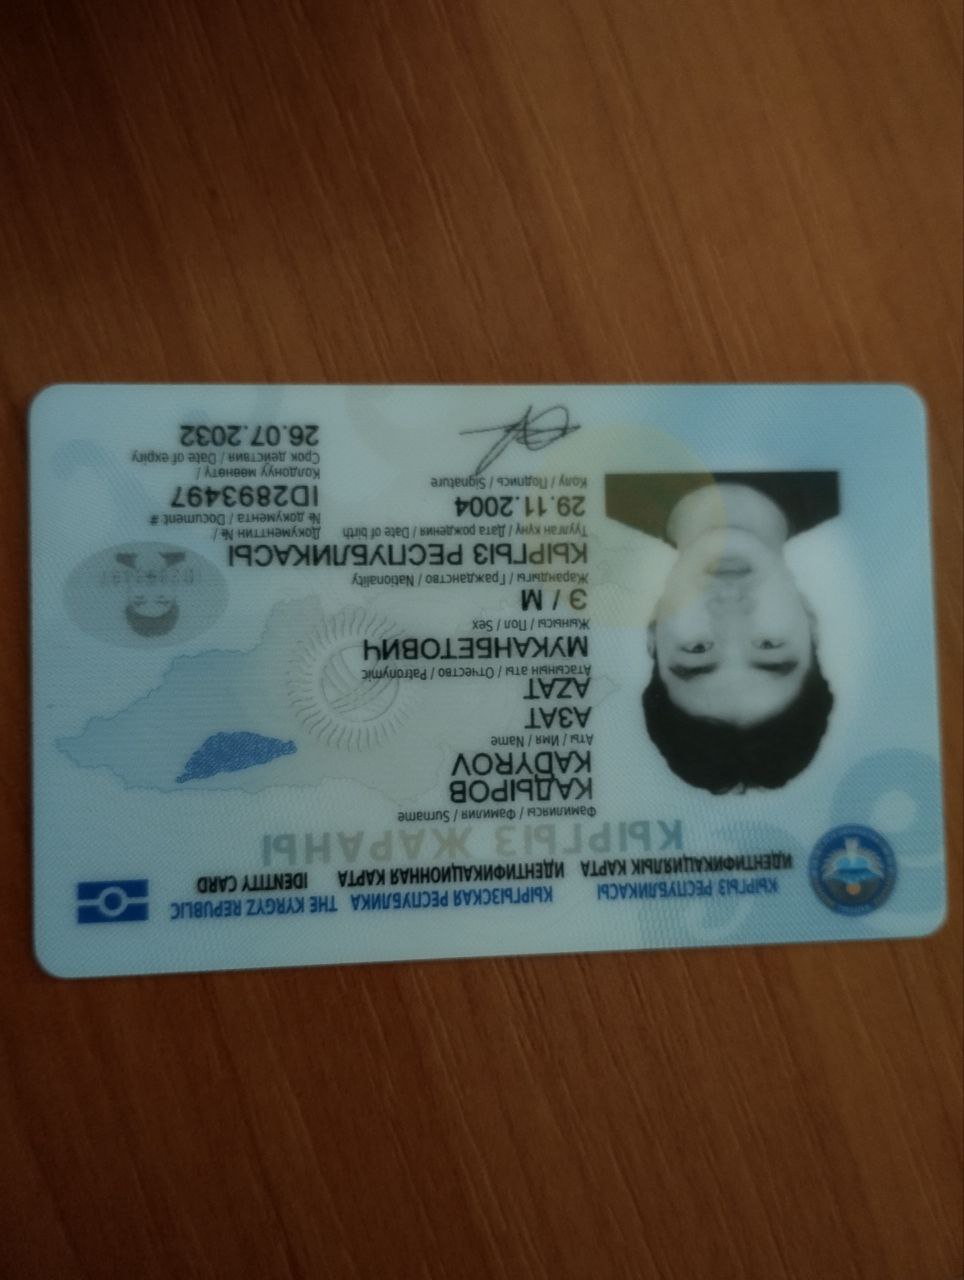 КЫРГЫЗ РЕСПУБЛИКАСЫ КЫРГЫЗСКАЯ РЕСПУБЛИКА THE KYRGYZ REPUBLIC
ИДЕНТИФИКАЦИЯЛЫК КАРТА ИДЕНТИФИКАЦИОННАЯ КАРТА IDENTITY CARD
КЫРГЫЗ ЖАРАНЫ
Фамилиясы / Фамилия / Surname
КАДЫРОВ
KADYROV
Аты / Имя / Name
АЗАТ
AZAT
Атасынын аты / Отчество / Patronymic
МУКАНБЕТОВИЧ
Жынысы / Пол / Sex
Э / М
Жарандыгы / Гражданство / Nationality
КЫРГЫЗ РЕСПУБЛИКАСЫ
Туулган күнү / Дата рождения / Date of birth
29.11.2004
Документтин № /
№ документа / Document #
ID2893497
Колу / Подпись / Signature
Колдонуу мөөнөтү /
Срок действия / Date of expiry
26.07.2032